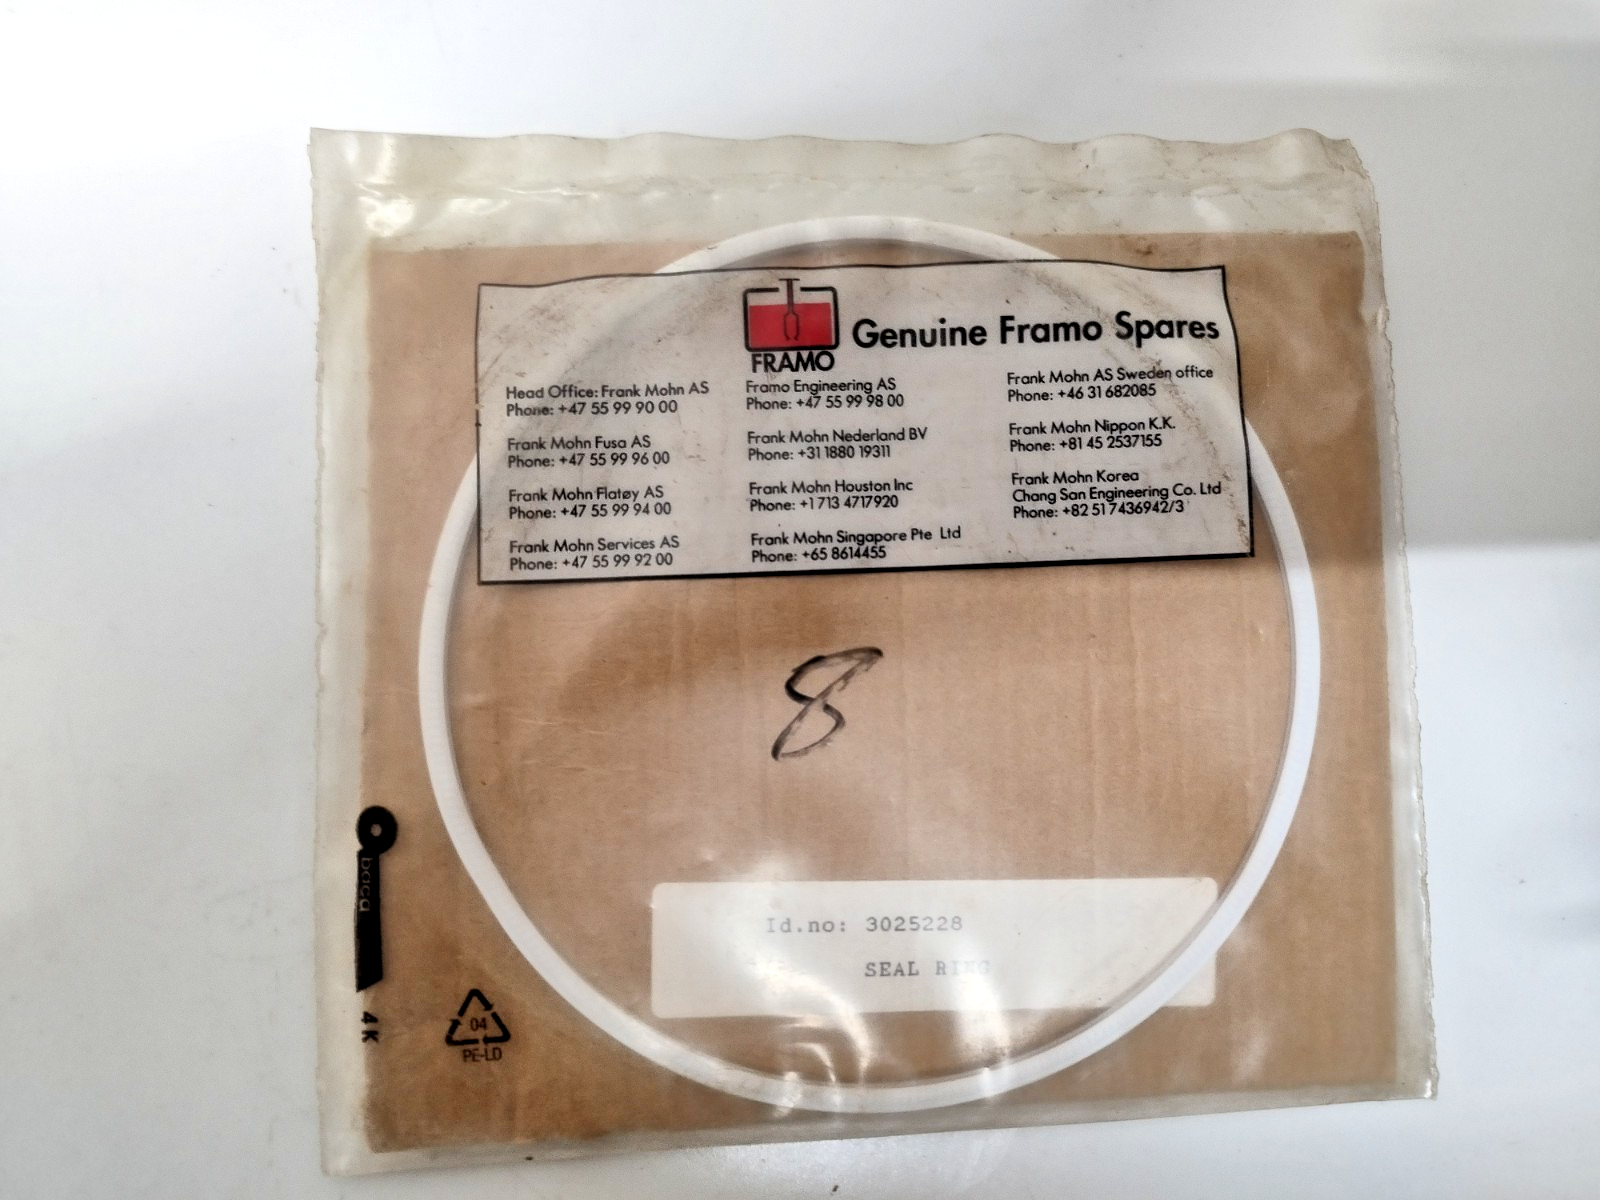 FRAMO
Genuine Framo Spares
Head Office: Frank Mohn AS
Phone: +47 55 99 90 00
Frank Mohn Fusa AS
Phone: +47 55 99 96 00
Frank Mohn Flatøy AS
Phone: +47 55 99 94 00
Frank Mohn Services AS
Phone: +47 55 99 92 00
Framo Engineering AS
Phone: +47 55 99 98 00
Frank Mohn Nederland BV
Phone: +31 1880 19311
Frank Mohn Houston Inc
Phone: +1 713 4717920
Frank Mohn Singapore Pte Ltd
Phone: +65 8614455
Frank Mohn AS Sweden office
Phone: +46 31 682085
Frank Mohn Nippon K.K.
Phone: +81 45 2537155
Frank Mohn Korea
Chang San Engineering Co. Ltd
Phone: +82 51 7436942/3
8
Id.no: 3025228
SEAL RING
baca
4K
04
PE-LD